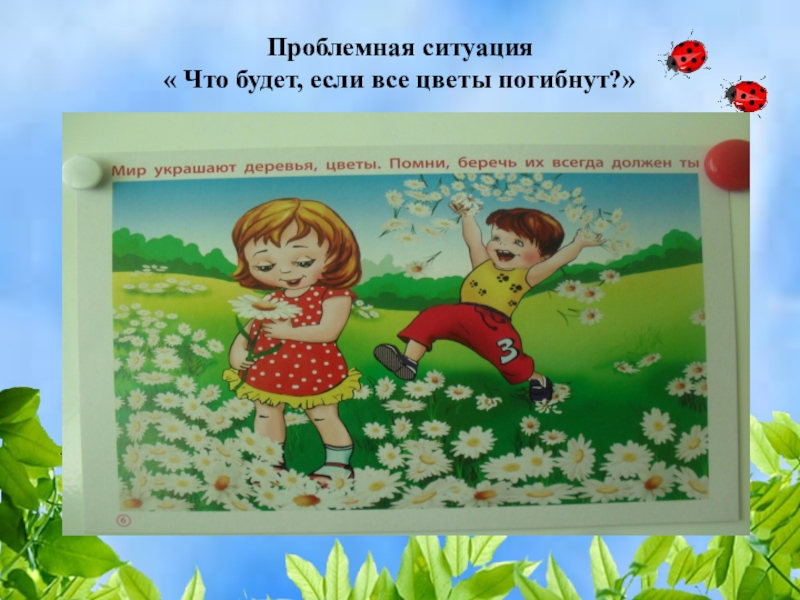 Проблемная ситуация
« Что будет, если все цветы погибнут?»
Мир украшают деревья, цветы. Помни, беречь их всегда должен ты
3
6